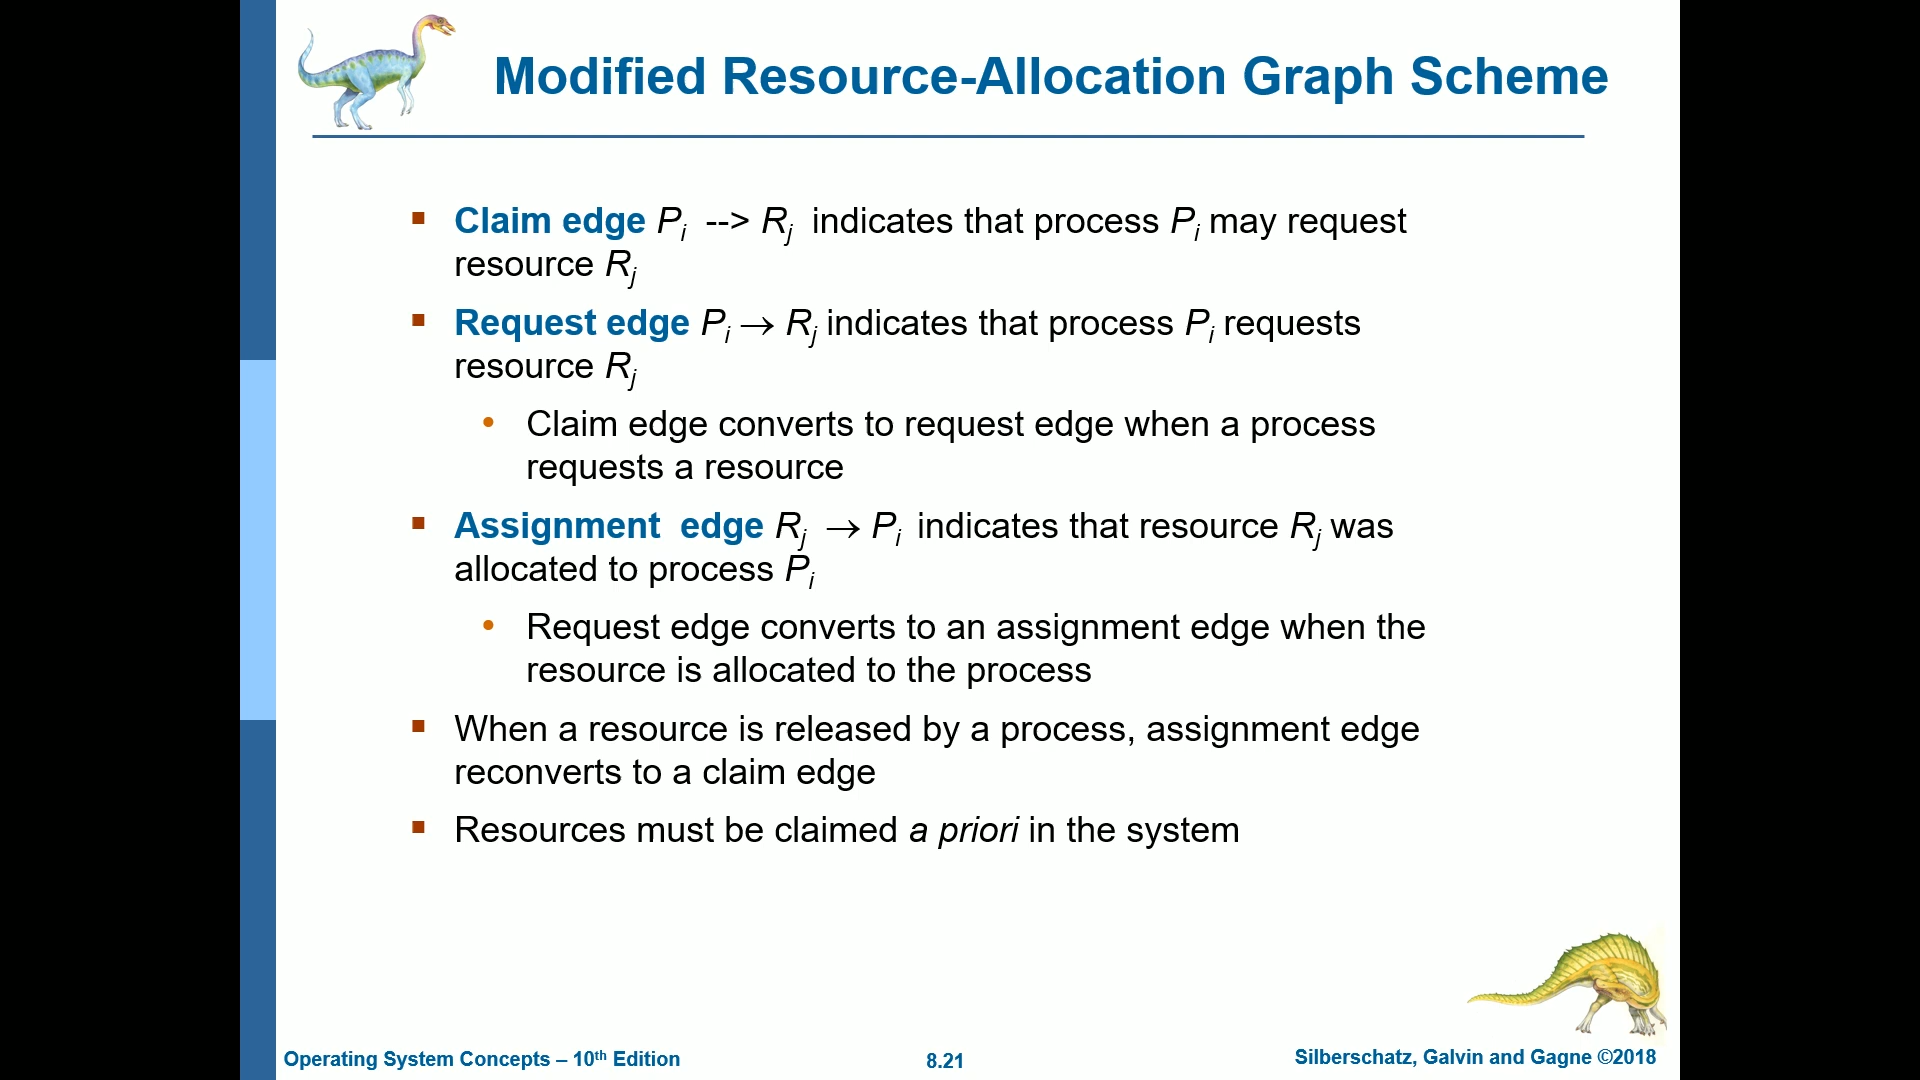 Modified Resource-Allocation Graph Scheme
▪ Claim edge Pi --> Rj indicates that process Pi may request
resource Rj
▪ Request edge Pi → Rj indicates that process Pi requests
resource Rj
• Claim edge converts to request edge when a process
requests a resource
▪ Assignment edge Rj → Pi indicates that resource Rj was
allocated to process Pi
• Request edge converts to an assignment edge when the
resource is allocated to the process
▪ When a resource is released by a process, assignment edge
reconverts to a claim edge
▪ Resources must be claimed a priori in the system
Operating System Concepts – 10th Edition
8.21
Silberschatz, Galvin and Gagne ©2018